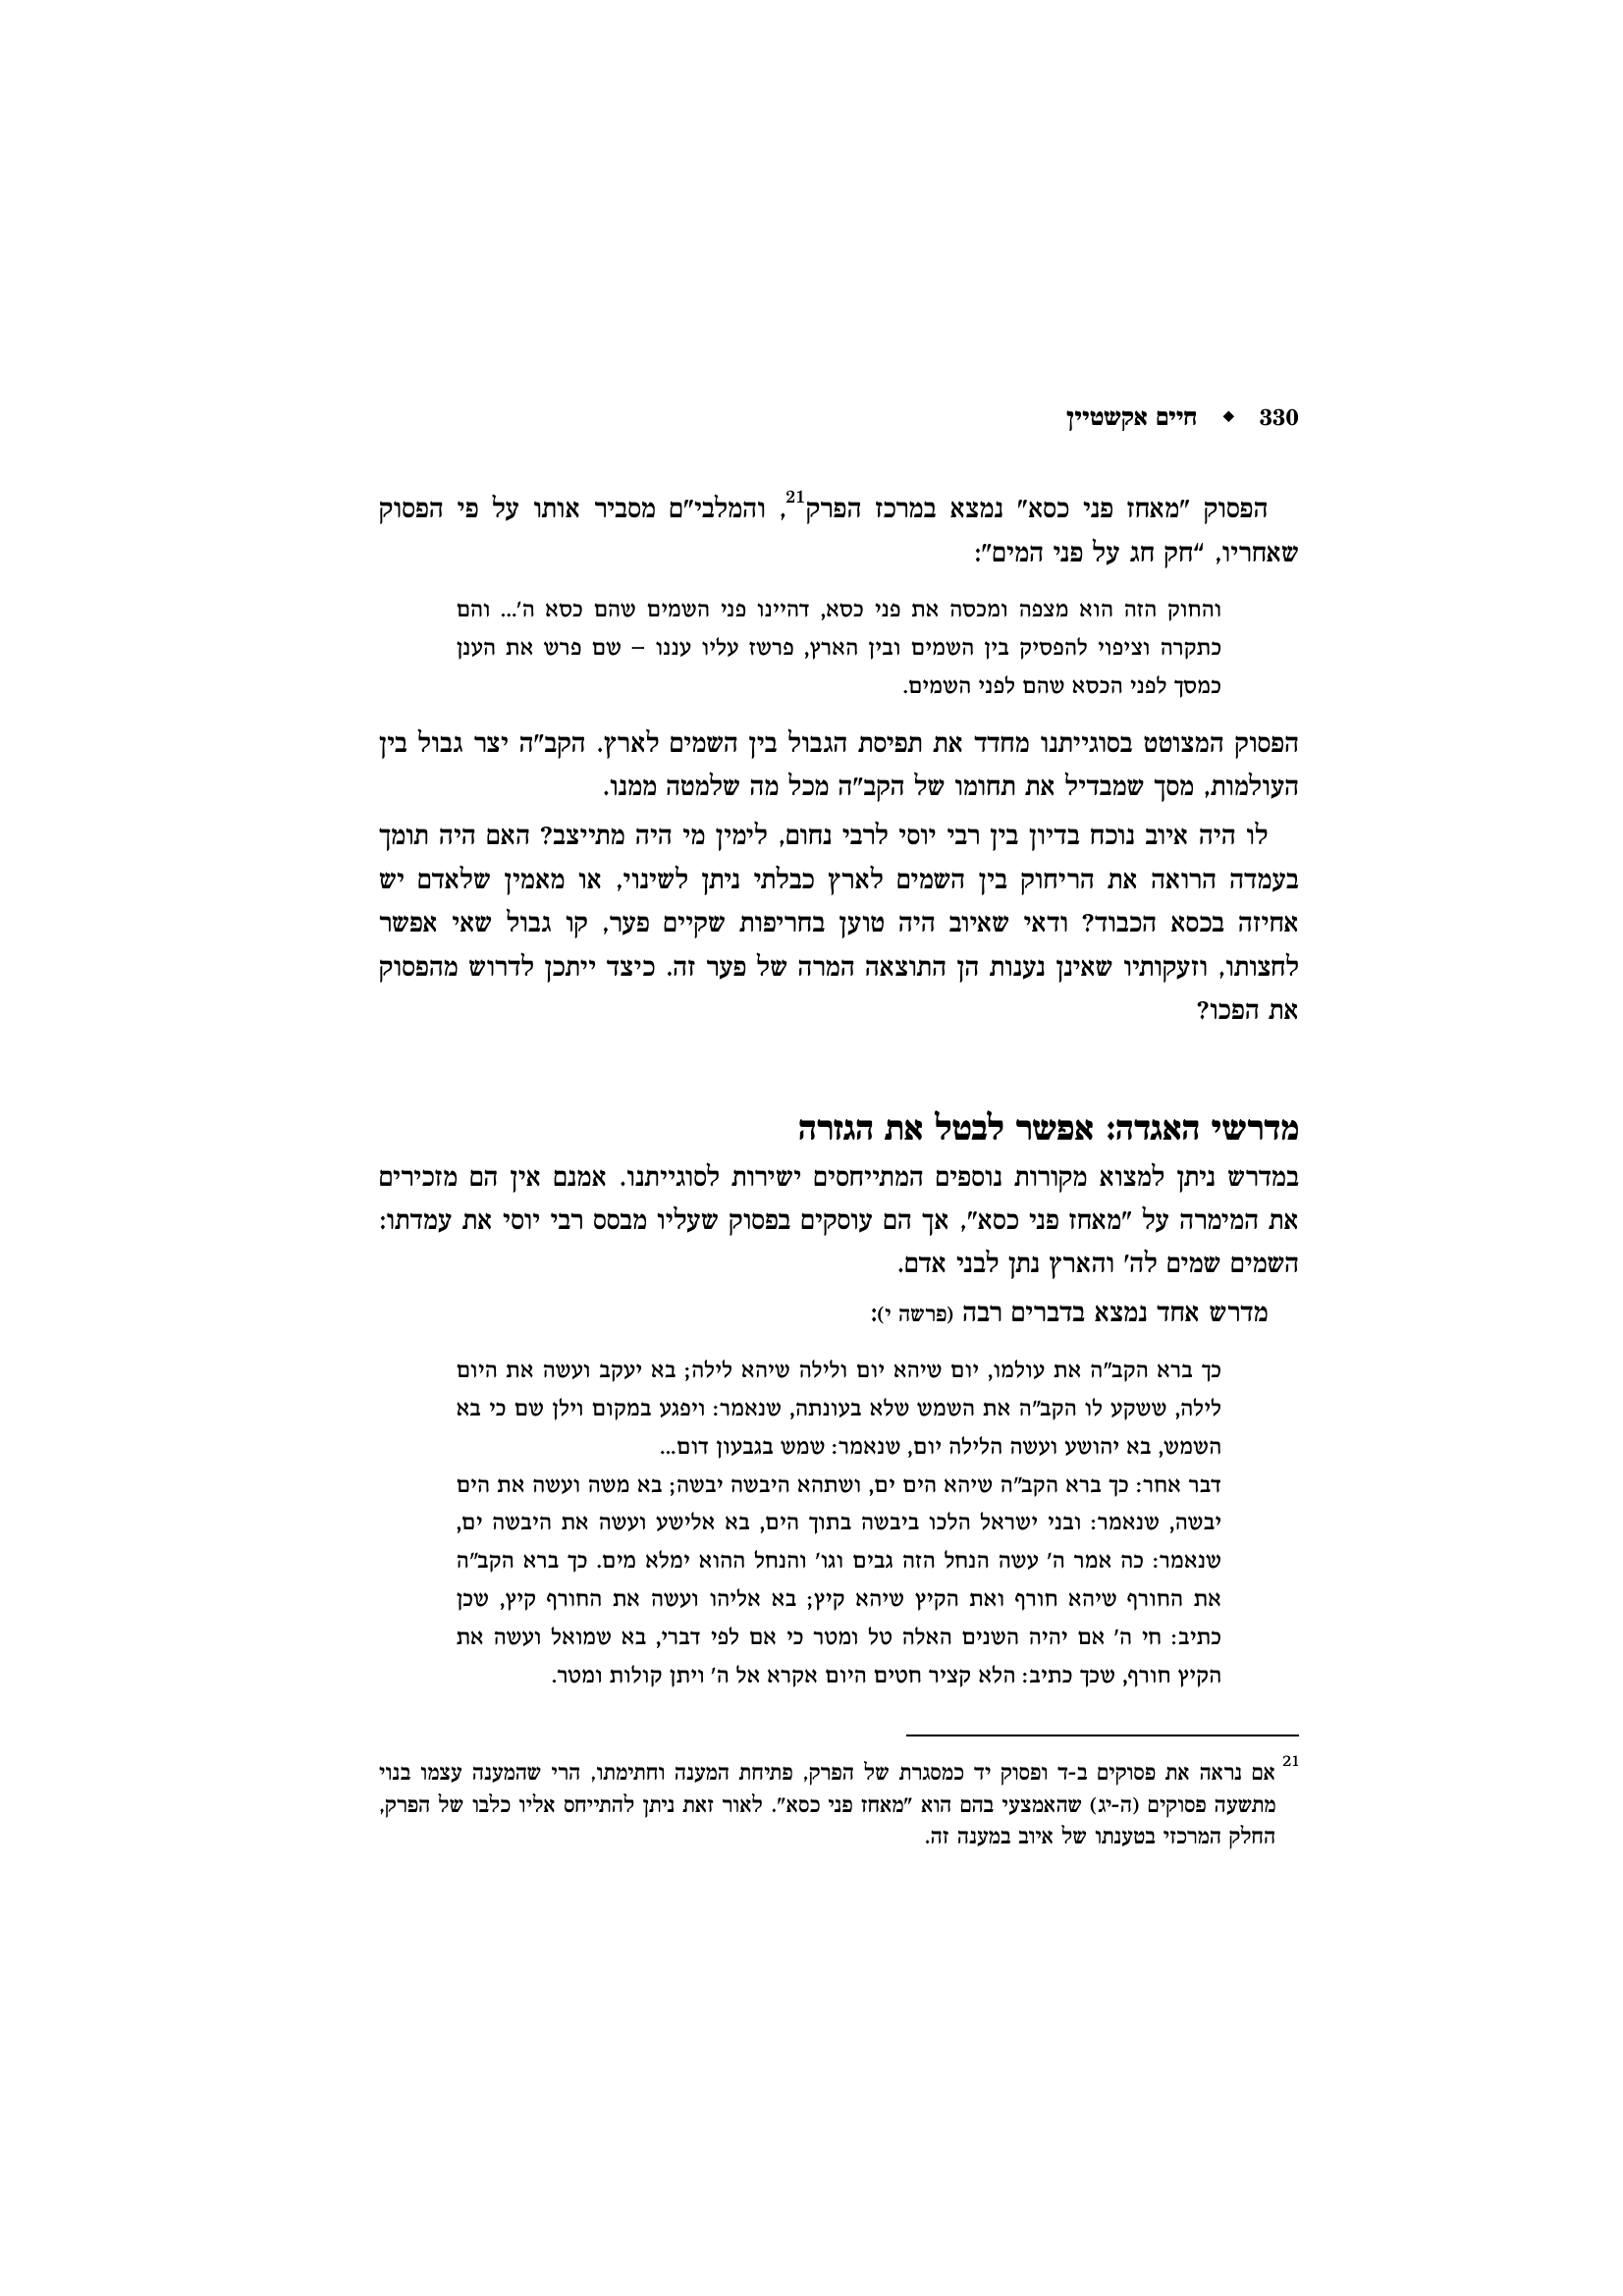 330 ◆ חיים אקשטיין
הפסוק "מאחז פני כסא" נמצא במרכז הפרק21, והמלבי"ם מסביר אותו על פי הפסוק
שאחריו, "חק חג על פני המים":
והחוק הזה הוא מצפה ומכסה את פני כסא, דהיינו פני השמים שהם כסא ה'... והם
כתקרה וציפוי להפסיק בין השמים ובין הארץ, פרשז עליו עננו – שם פרש את הענן
כמסך לפני הכסא שהם לפני השמים.
הפסוק המצוטט בסוגייתנו מחדד את תפיסת הגבול בין השמים לארץ. הקב"ה יצר גבול בין
העולמות, מסך שמבדיל את תחומו של הקב"ה מכל מה שלמטה ממנו.
לו היה איוב נוכח בדיון בין רבי יוסי לרבי נחום, לימין מי היה מתייצב? האם היה תומך
בעמדה הרואה את הריחוק בין השמים לארץ כבלתי ניתן לשינוי, או מאמין שלאדם יש
אחיזה בכסא הכבוד? ודאי שאיוב היה טוען בחריפות שקיים פער, קו גבול שאי אפשר
לחצותו, וזעקותיו שאינן נענות הן התוצאה המרה של פער זה. כיצד ייתכן לדרוש מהפסוק
את הפכו?
מדרשי האגדה: אפשר לבטל את הגזרה
במדרש ניתן למצוא מקורות נוספים המתייחסים ישירות לסוגייתנו. אמנם אין הם מזכירים
את המימרה על "מאחז פני כסא", אך הם עוסקים בפסוק שעליו מבסס רבי יוסי את עמדתו:
השמים שמים לה' והארץ נתן לבני אדם.
מדרש אחד נמצא בדברים רבה (פרשה י):
כך ברא הקב"ה את עולמו, יום שיהא יום ולילה שיהא לילה; בא יעקב ועשה את היום
לילה, ששקע לו הקב"ה את השמש שלא בעונתה, שנאמר: ויפגע במקום וילן שם כי בא
השמש, בא יהושע ועשה הלילה יום, שנאמר: שמש בגבעון דום...
דבר אחר: כך ברא הקב"ה שיהא הים ים, ושתהא היבשה יבשה; בא משה ועשה את הים
יבשה, שנאמר: ובני ישראל הלכו ביבשה בתוך הים, בא אלישע ועשה את היבשה ים,
שנאמר: כה אמר ה' עשה הנחל הזה גבים וגו' והנחל ההוא ימלא מים. כך ברא הקב"ה
את החורף שיהא חורף ואת הקיץ שיהא קיץ; בא אליהו ועשה את החורף קיץ, שכן
כתיב: חי ה' אם יהיה השנים האלה טל ומטר כי אם לפי דברי, בא שמואל ועשה את
הקיץ חורף, שכך כתיב: הלא קציר חטים היום אקרא אל ה' ויתן קולות ומטר.
21 אם נראה את פסוקים ב-ד ופסוק יד כמסגרת של הפרק, פתיחת המענה וחתימתו, הרי שהמענה עצמו בנוי
מתשעה פסוקים (ה-יג) שהאמצעי בהם הוא "מאחז פני כסא". לאור זאת ניתן להתייחס אליו כלבו של הפרק,
החלק המרכזי בטענתו של איוב במענה זה.